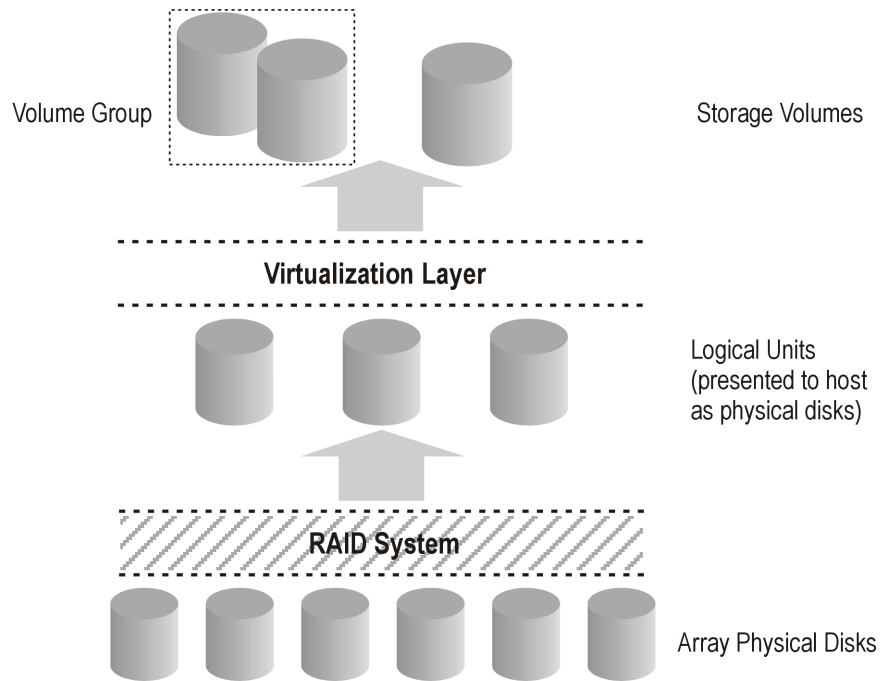 Volume Group
Storage Volumes
Virtualization Layer
Logical Units
(presented to host
as physical disks)
RAID System
Array Physical Disks